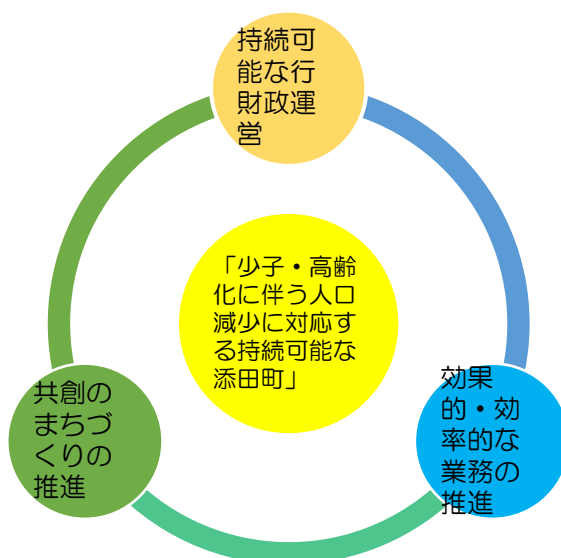 持続可
能な行
財政運
営
「少子・高齢
化に伴う人口
減少に対応す
る持続可能な
添田町」
共創の
まちづ
くりの
推進
効果
的・効
率的な
業務の
推進